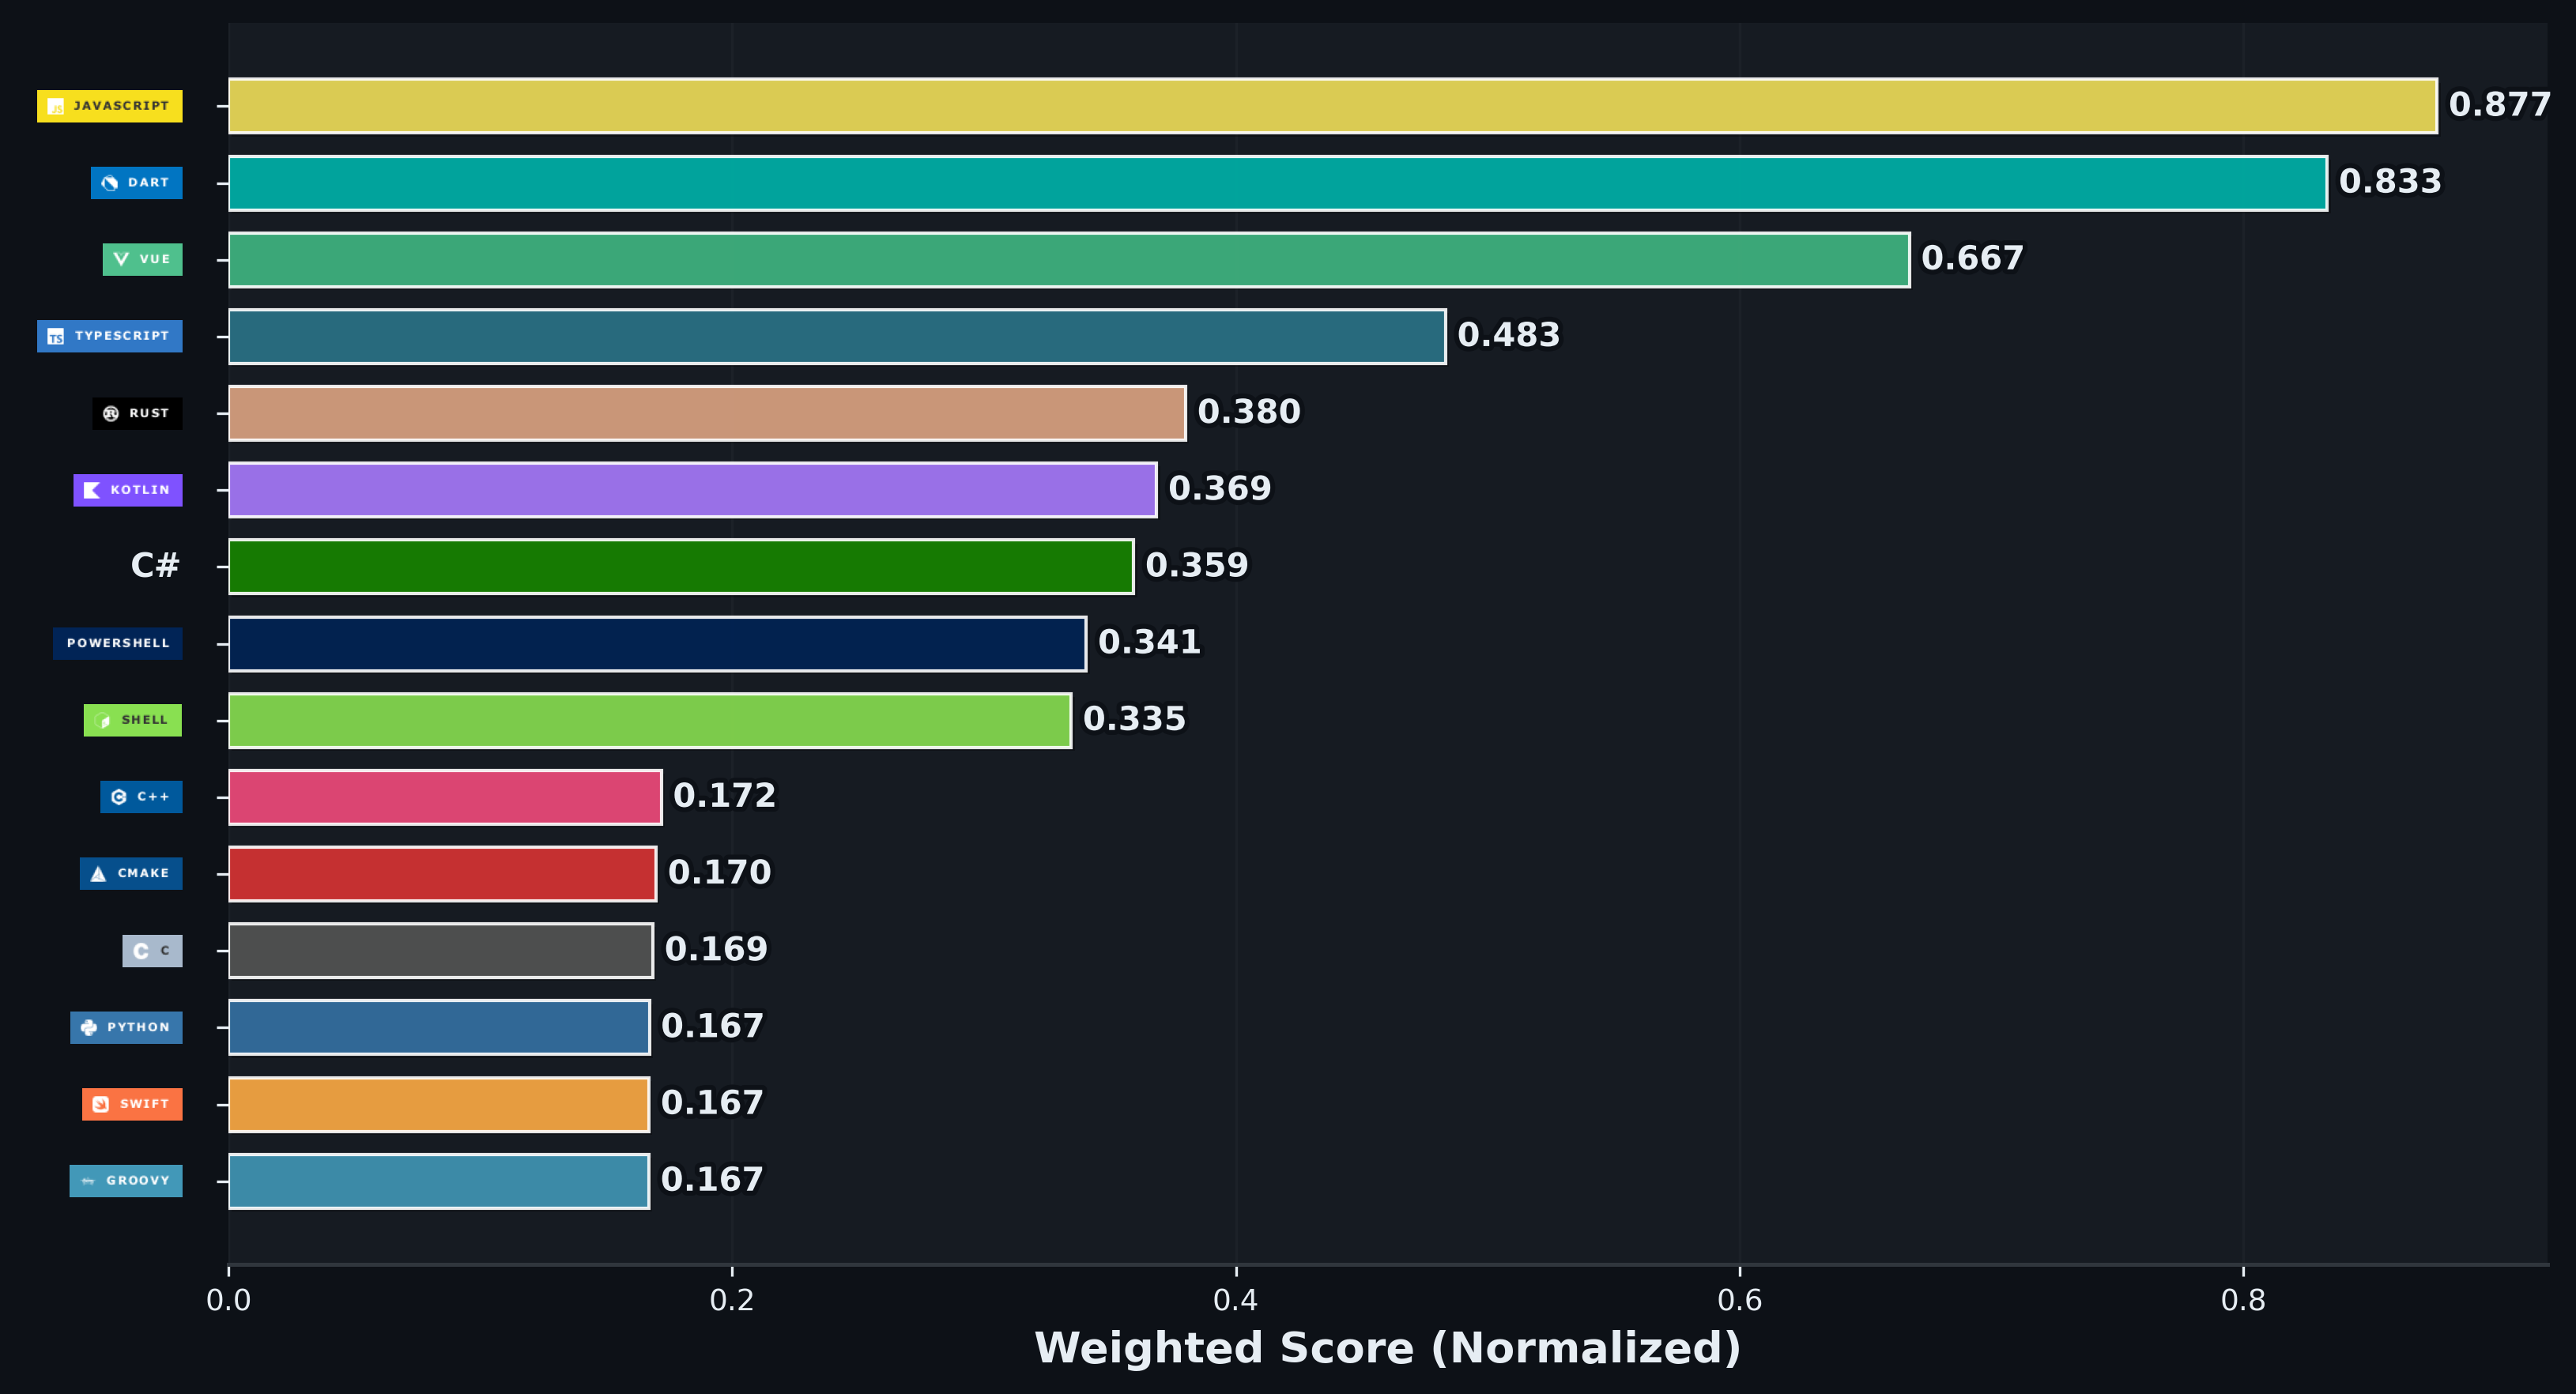 JAVASCRIPT 0.877
DART 0.833
VUE 0.667
TS TYPESCRIPT 0.483
RUST 0.380
KOTLIN 0.369
C# 0.359
POWERSHELL 0.341
SHELL 0.335
C C++ 0.172
CMAKE 0.170
C C 0.169
PYTHON 0.167
SWIFT 0.167
GROOVY 0.167
0.0 0.2 0.4 0.6 0.8
Weighted Score (Normalized)